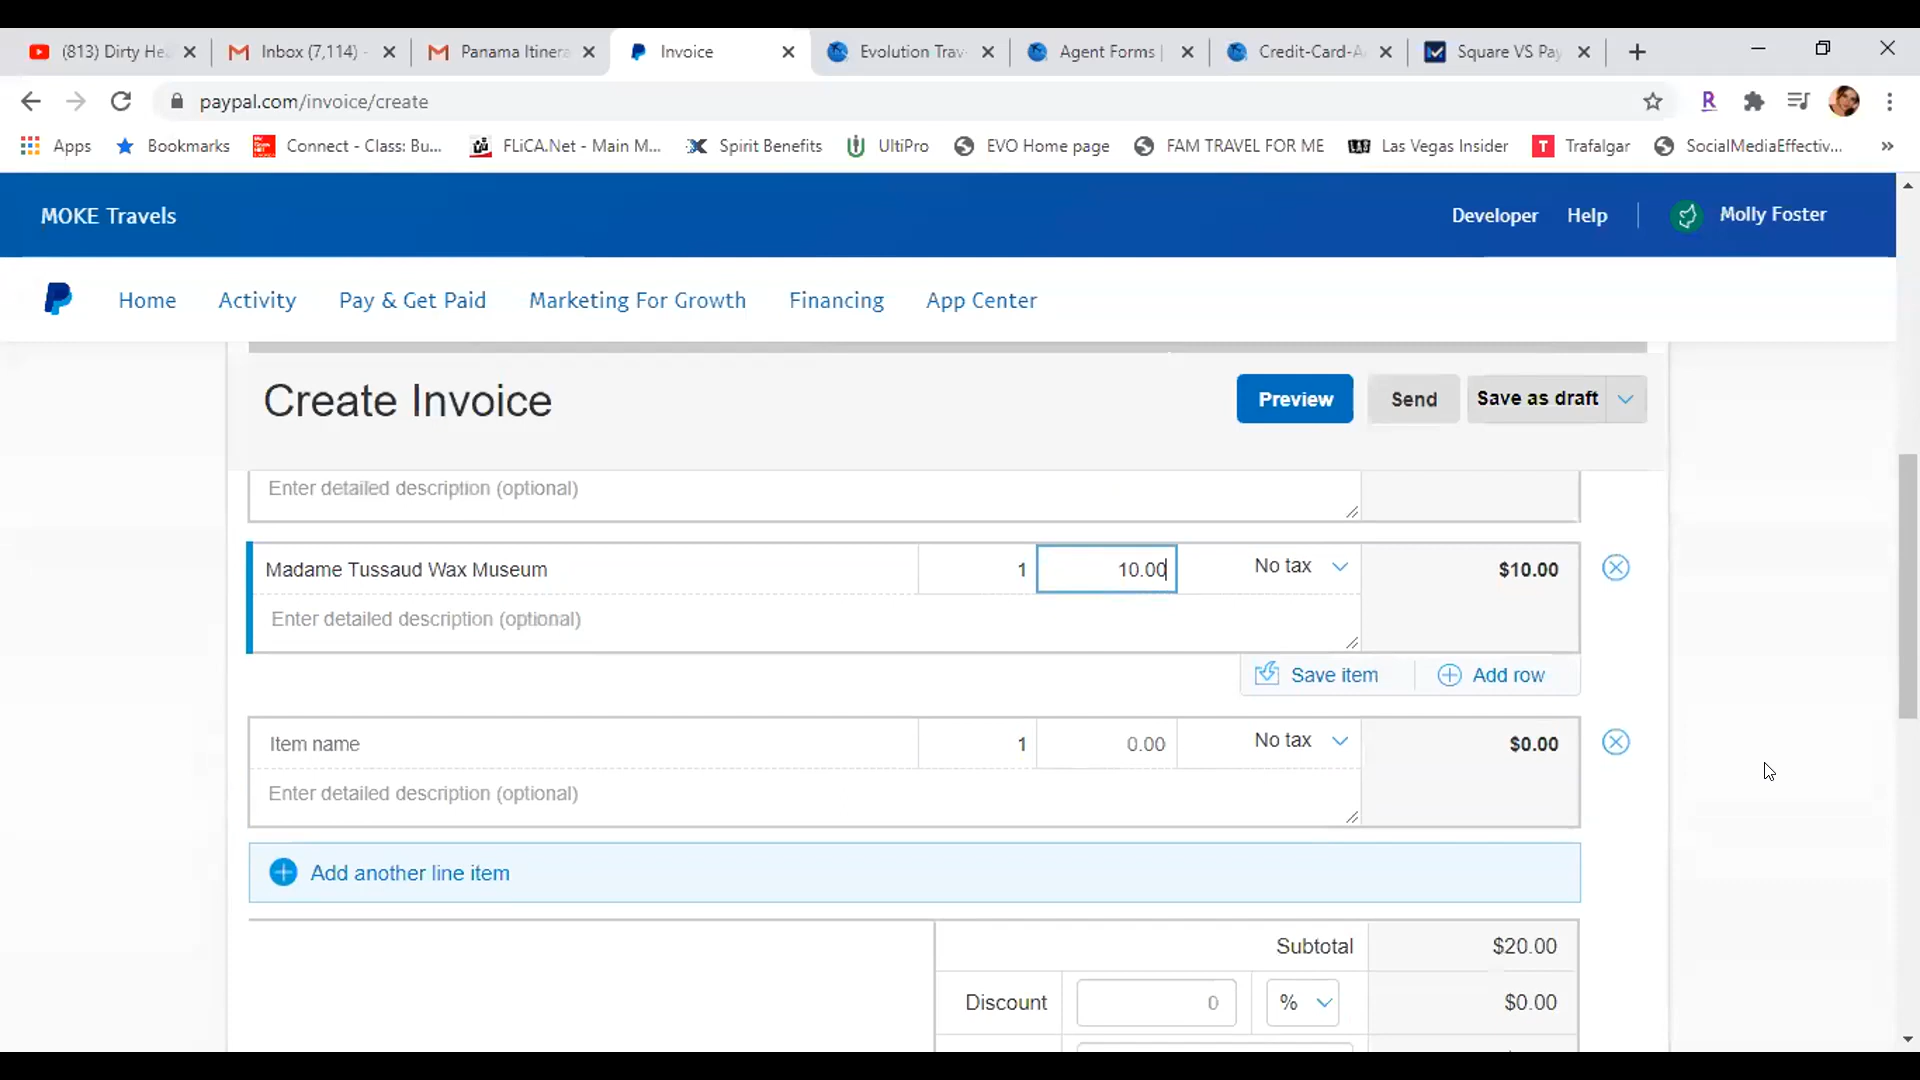 (813) Dirty He
Inbox (7,114) -
Panama Itinera
Invoice
Evolution Trav
Agent Forms |
Credit-Card-A
Square VS Pay
paypal.com/invoice/create
R
Apps
Bookmarks
Connect - Class: Bu...
FLiCA.Net - Main M...
Spirit Benefits
UltiPro
EVO Home page
FAM TRAVEL FOR ME
Las Vegas Insider
T Trafalgar
SocialMediaEffectiv...
»
MOKE Travels
Developer
Help
Molly Foster
Home
Activity
Pay & Get Paid
Marketing For Growth
Financing
App Center
Create Invoice
Preview
Send
Save as draft
Enter detailed description (optional)
Madame Tussaud Wax Museum 1 10.00 No tax $10.00
Enter detailed description (optional)
Save item
Add row
Item name 1 0.00 No tax $0.00
Enter detailed description (optional)
Add another line item
Subtotal $20.00
Discount 0 % $0.00